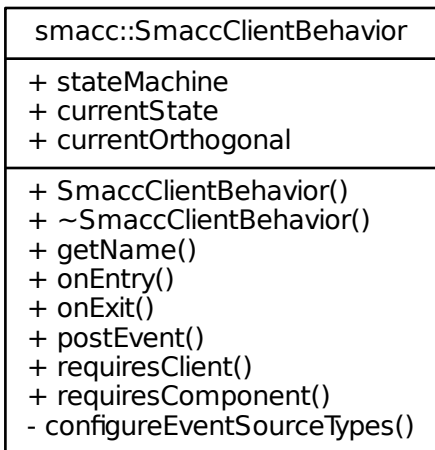 smacc::SmaccClientBehavior
+ stateMachine
+ currentState
+ currentOrthogonal
+ SmaccClientBehavior()
+ ~SmaccClientBehavior()
+ getName()
+ onEntry()
+ onExit()
+ postEvent()
+ requiresClient()
+ requiresComponent()
- configureEventSourceTypes()